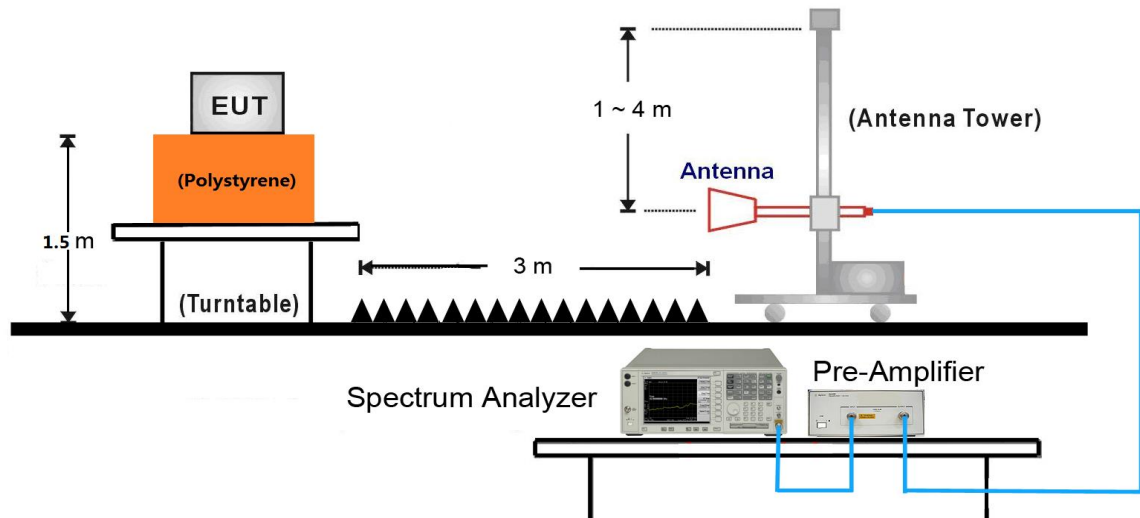 EUT
1 ~ 4 m
(Antenna Tower)
(Polystyrene)
Antenna
1.5 m
3 m
(Turntable)
Pre-Amplifier
Spectrum Analyzer